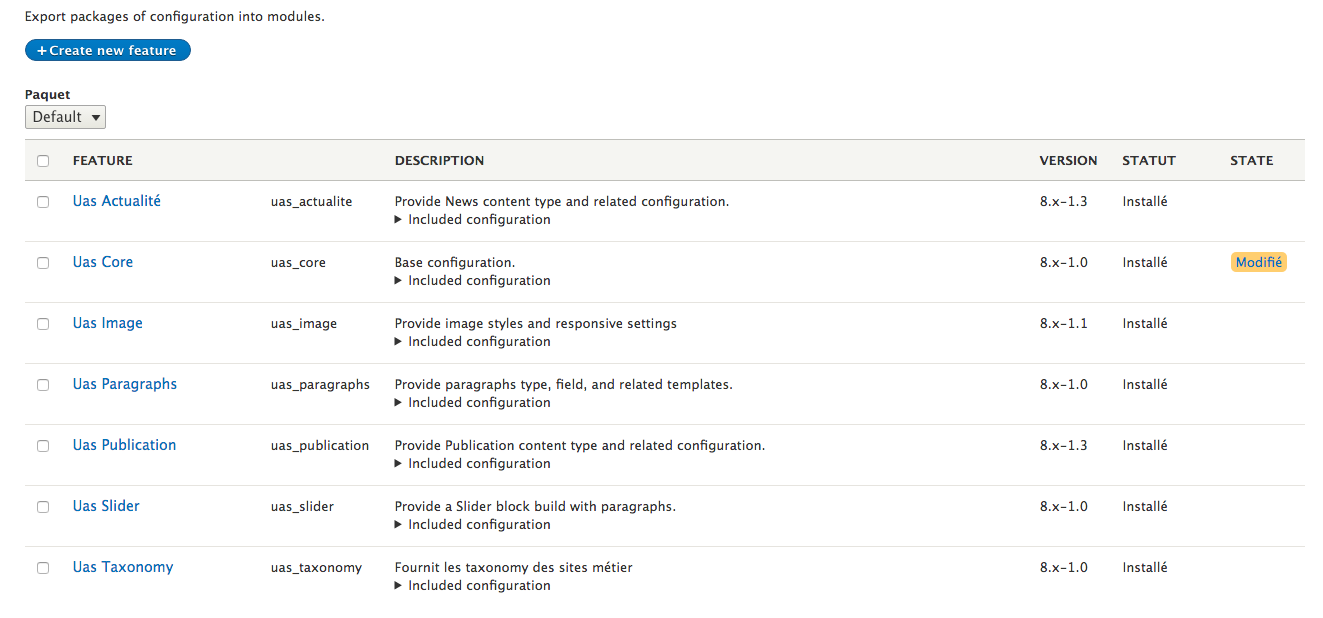 Export packages of configuration into modules.
+Create new feature
Paquet
Default
FEATURE DESCRIPTION VERSION STATUT STATE
Uas Actualité uas_actualite Provide News content type and related configuration. 8.x-1.3 Installé
Included configuration
Uas Core uas_core Base configuration. 8.x-1.0 Installé Modifié
Included configuration
Uas Image uas_image Provide image styles and responsive settings 8.x-1.1 Installé
Included configuration
Uas Paragraphs uas_paragraphs Provide paragraphs type, field, and related templates. 8.x-1.0 Installé
Included configuration
Uas Publication uas_publication Provide Publication content type and related configuration. 8.x-1.3 Installé
Included configuration
Uas Slider uas_slider Provide a Slider block build with paragraphs. 8.x-1.0 Installé
Included configuration
Uas Taxonomy uas_taxonomy Fournit les taxonomy des sites métier 8.x-1.0 Installé
Included configuration